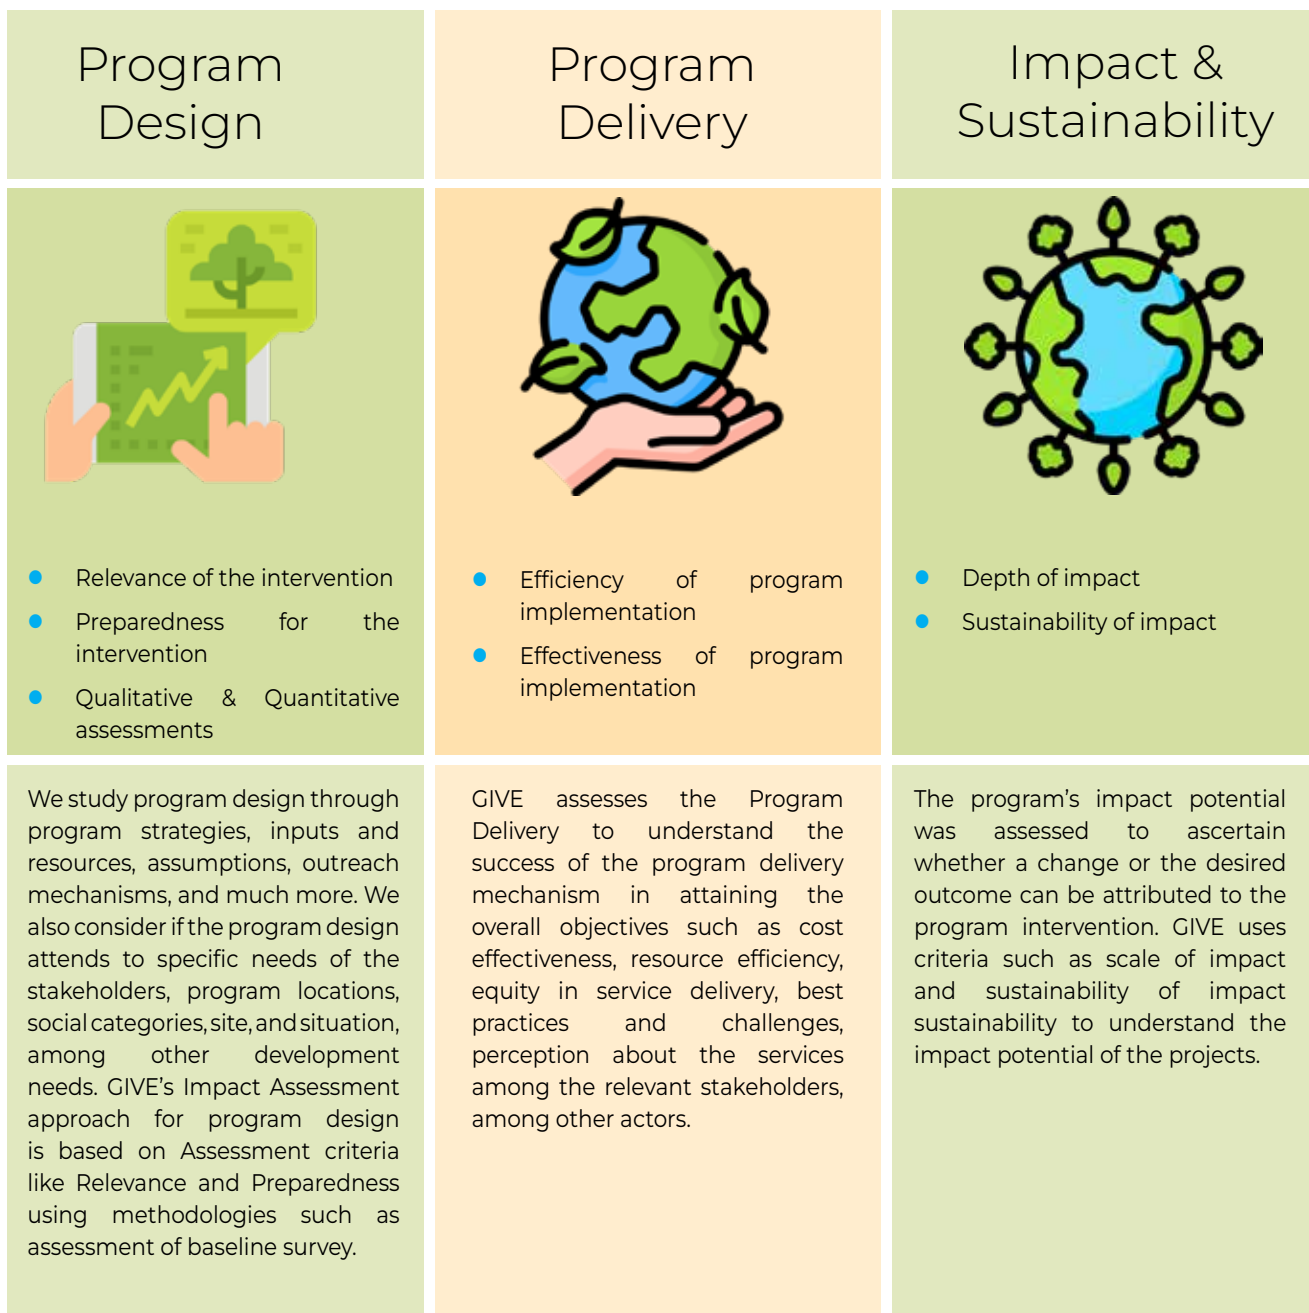 Program
Design
Relevance of the intervention
Preparedness for the
intervention
Qualitative & Quantitative
assessments
We study program design through
program strategies, inputs and
resources, assumptions, outreach
mechanisms, and much more. We
also consider if the program design
attends to specific needs of the
stakeholders, program locations,
social categories, site, and situation,
among other development
needs. GIVE’s Impact Assessment
approach for program design
is based on Assessment criteria
like Relevance and Preparedness
using methodologies such as
assessment of baseline survey.
Program
Delivery
Efficiency of program
implementation
Effectiveness of program
implementation
GIVE assesses the Program
Delivery to understand the
success of the program delivery
mechanism in attaining the
overall objectives such as cost
effectiveness, resource efficiency,
equity in service delivery, best
practices and challenges,
perception about the services
among the relevant stakeholders,
among other actors.
Impact &
Sustainability
Depth of impact
Sustainability of impact
The program’s impact potential
was assessed to ascertain
whether a change or the desired
outcome can be attributed to the
program intervention. GIVE uses
criteria such as scale of impact
and sustainability of impact
sustainability to understand the
impact potential of the projects.